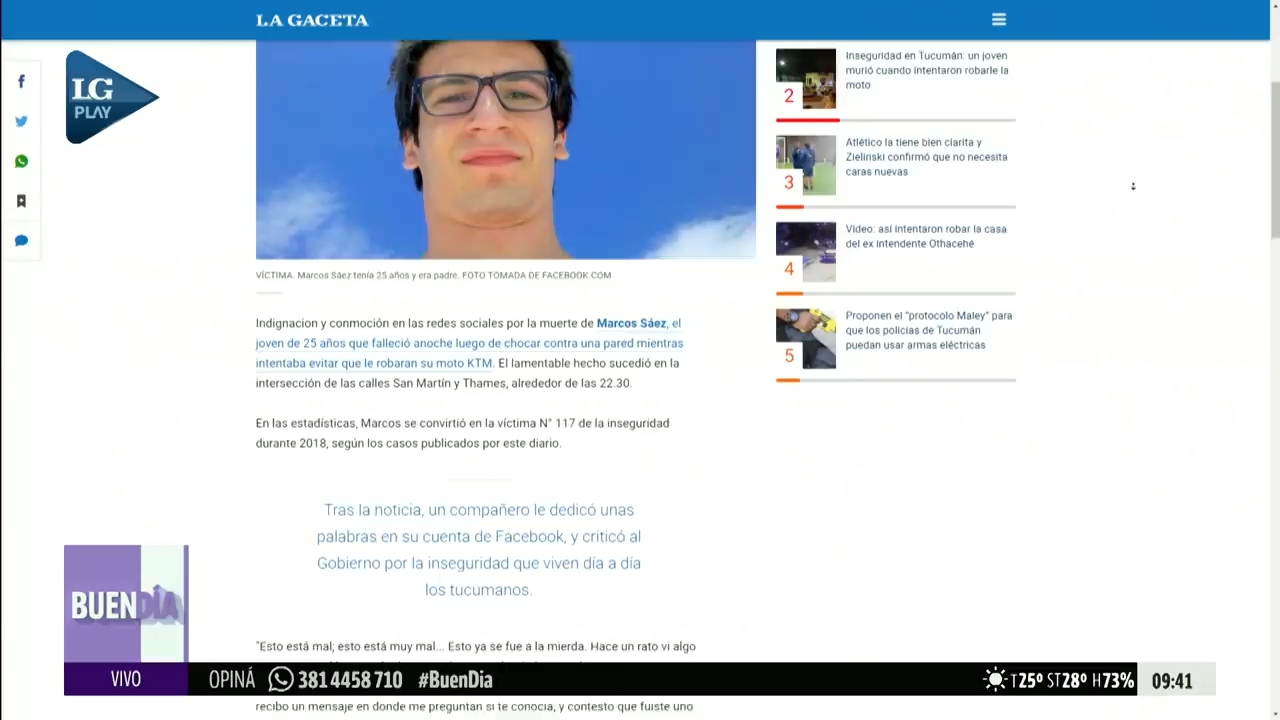 LA GACETA
LG
PLAY
VÍCTIMA. Marcos Sáez tenía 25 años y era padre. FOTO TOMADA DE FACEBOOK.COM
Indignacion y conmoción en las redes sociales por la muerte de Marcos Sáez, el
joven de 25 años que falleció anoche luego de chocar contra una pared mientras
intentaba evitar que le robaran su moto KTM. El lamentable hecho sucedió en la
intersección de las calles San Martín y Thames, alrededor de las 22.30.
En las estadísticas, Marcos se convirtió en la víctima N° 117 de la inseguridad
durante 2018, según los casos publicados por este diario.
Tras la noticia, un compañero le dedicó unas
palabras en su cuenta de Facebook, y criticó al
Gobierno por la inseguridad que viven día a día
los tucumanos.
"Esto está mal; esto está muy mal... Esto ya se fue a la mierda. Hace un rato vi algo
recibo un mensaje en donde me preguntan si te conocía, y contesto que fuiste uno
2
Inseguridad en Tucumán: un joven
murió cuando intentaron robarle la
moto
3
Atlético la tiene bien clarita y
Zielinski confirmó que no necesita
caras nuevas
4
Video: así intentaron robar la casa
del ex intendente Othacehé
5
Proponen el "protocolo Maley" para
que los policías de Tucumán
puedan usar armas eléctricas
BUEN DÍA
VIVO
OPINÁ 381 4458 710 #BuenDia
T25º ST28º H73%
09:41